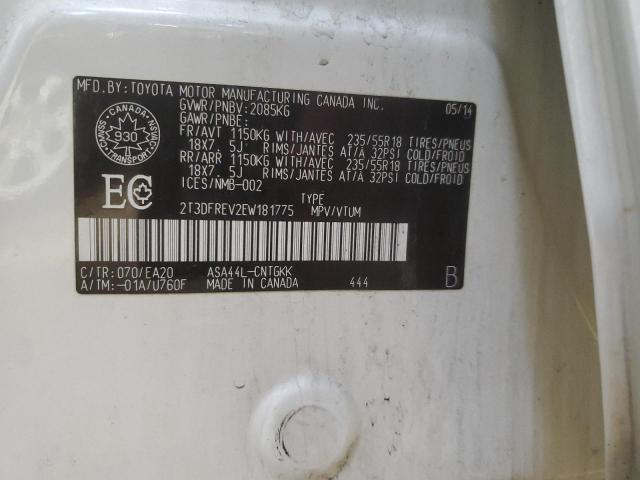 MFD.BY:TOYOTA MOTOR MANUFACTURING CANADA INC.
GVWR/PNBV:2085KG 05/14
GAWR/PNBE:
FR/AVT 1150KG WITH/AVEC 235/55R18 TIRES/PNEUS
18X7.5J RIMS/JANTES AT/A 32PSI COLD/FROID
RR/ARR 1150KG WITH/AVEC 235/55R18 TIRES/PNEUS
18X7.5J RIMS/JANTES AT/A 32PSI COLD/FROID
ICES/NMB-002
CANADA
CMVSS 930 NSVAC
TRANSPORT
EC
TYPE
2T3DFREV2EW181775 MPV/VTUM
C/TR:070/EA20 ASA44L-CNTGKK
A/TM:-01A/U760F MADE IN CANADA 444 B